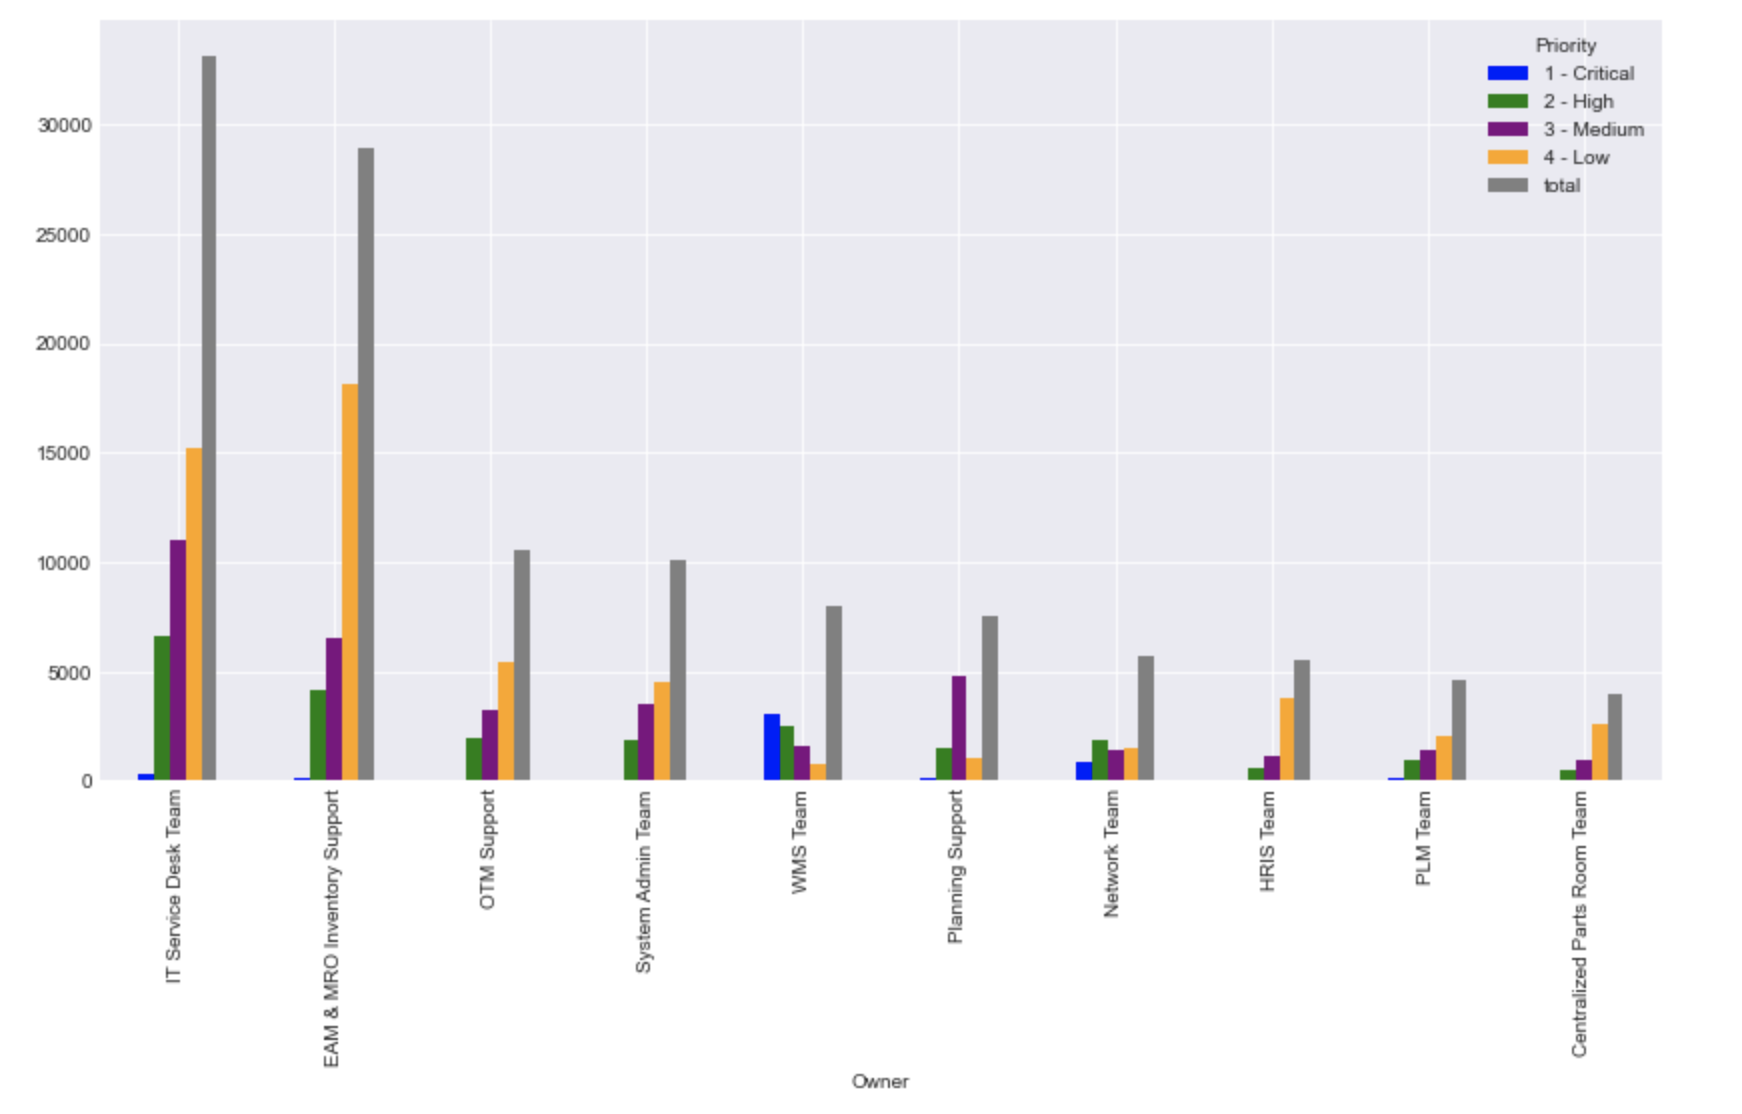 Priority
1 - Critical
2 - High
3 - Medium
4 - Low
total
30000
25000
20000
15000
10000
5000
0
IT Service Desk Team
EAM & MRO Inventory Support
OTM Support
System Admin Team
WMS Team
Planning Support
Network Team
HRIS Team
PLM Team
Centralized Parts Room Team
Owner